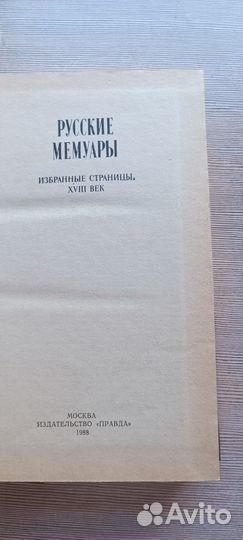 РУССКИЕ
МЕМУАРЫ
ИЗБРАННЫЕ СТРАНИЦЫ.
XVIII ВЕК
МОСКВА
ИЗДАТЕЛЬСТВО «ПРАВДА»
1988
Avito